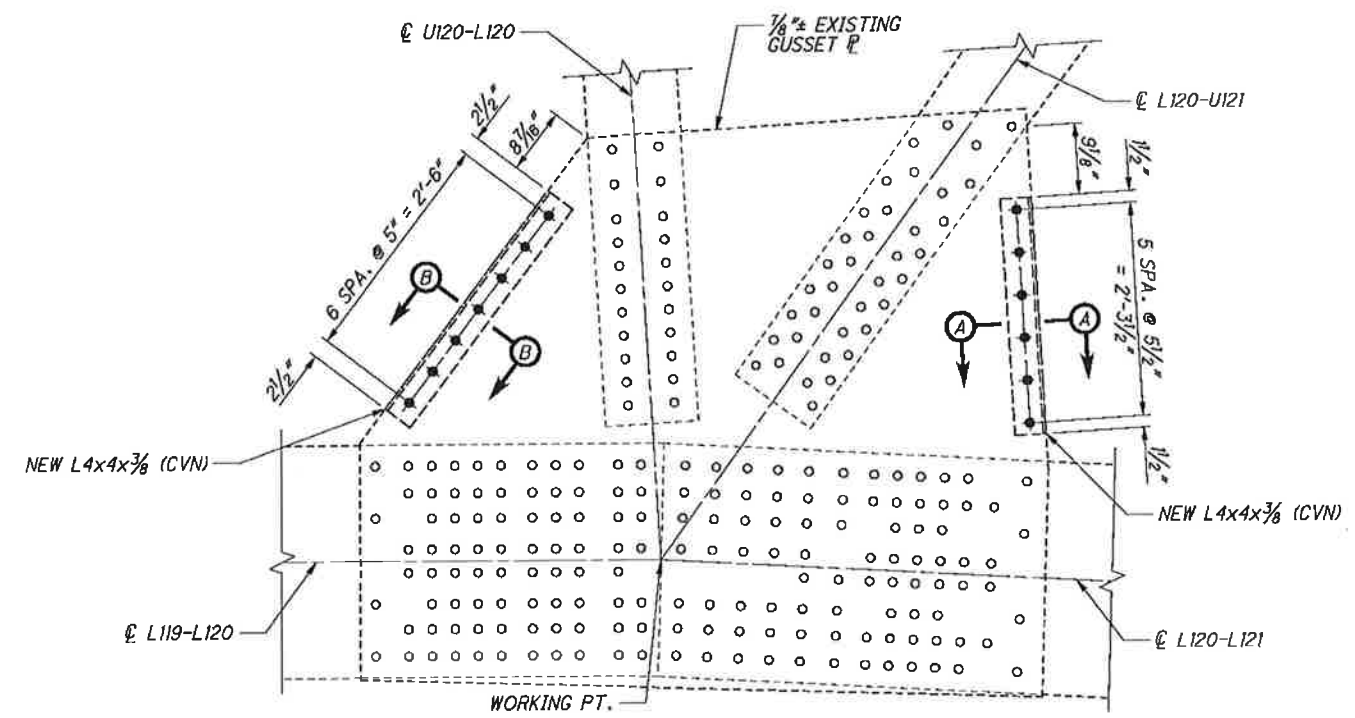 ℄ U120-L120
⅞"± EXISTING
GUSSET ℙ
℄ L120-U121
2½"
8⁷⁄₁₆"
6 SPA. @ 5" = 2'-6"
2½"
B
B
9⅛"
1½"
5 SPA. @ 5½"
= 2'-3½"
1½"
A
A
NEW L4x4x⅜ (CVN)
NEW L4x4x⅜ (CVN)
℄ L119-L120
℄ L120-L121
WORKING PT.